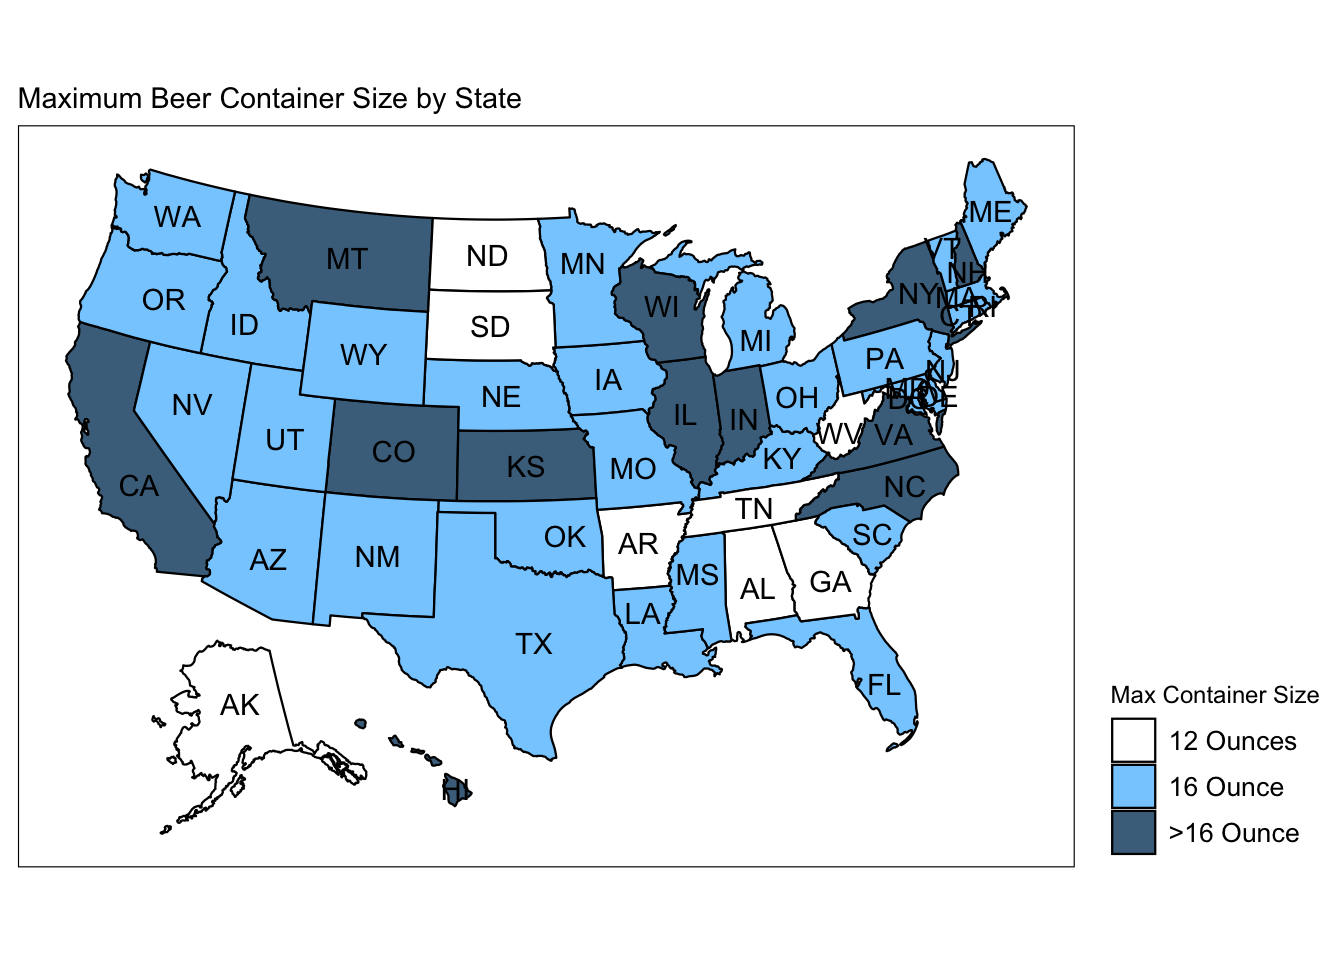 Maximum Beer Container Size by State
WA
MT
ND
MN
ME
VT
NH
OR
ID
SD
WI
NY
MA
RI
CT
WY
MI
PA
NJ
NV
NE
IA
OH
MD
DE
DC
UT
CO
KS
IL
IN
WV
VA
CA
MO
KY
NC
AZ
NM
OK
AR
TN
SC
MS
AL
GA
LA
TX
FL
AK
HI
Max Container Size
12 Ounces
16 Ounce
>16 Ounce